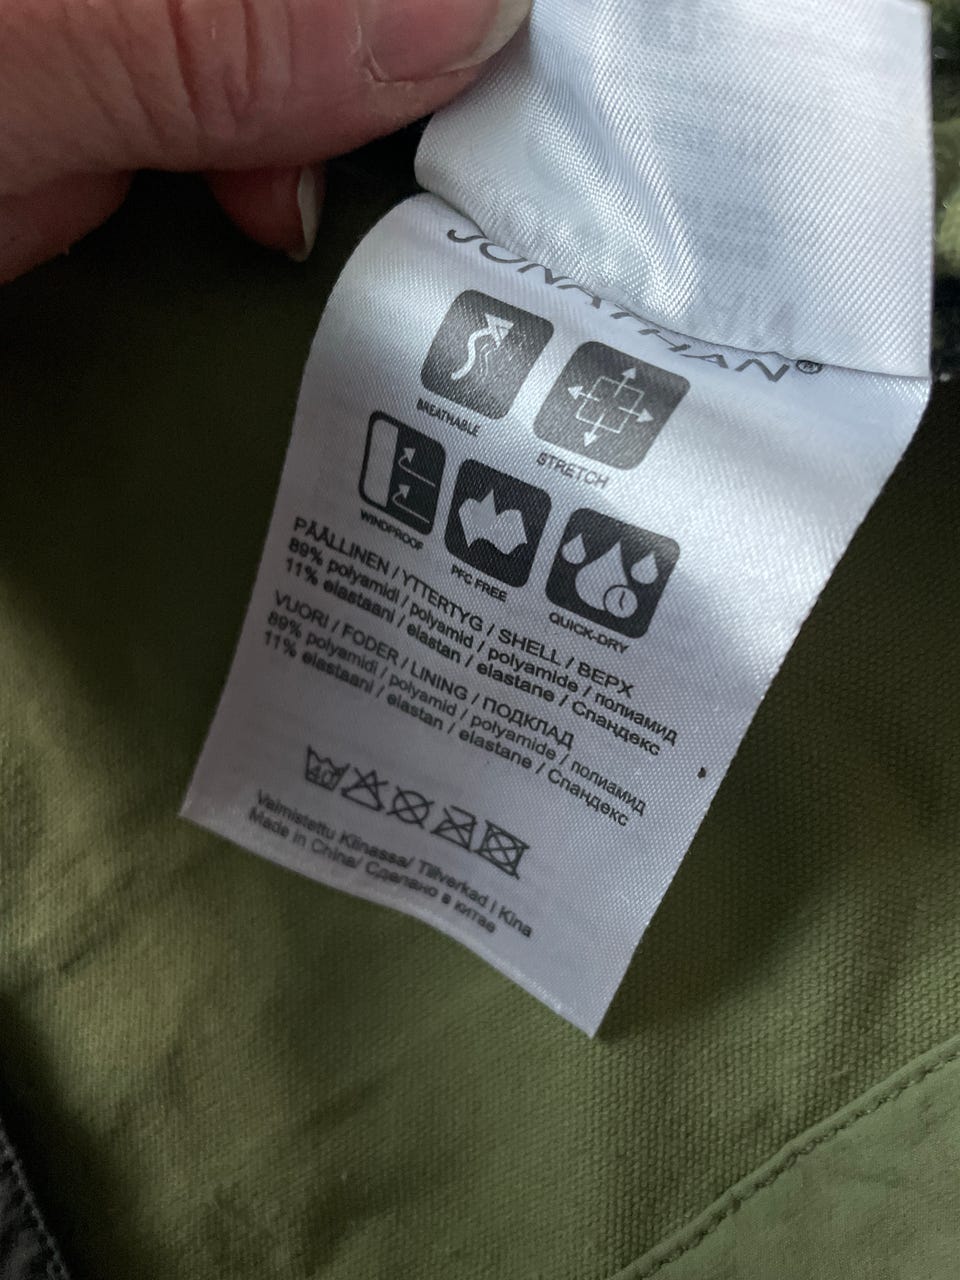 JONATHAN®
BREATHABLE
STRETCH
WINDPROOF
PFC FREE
QUICK-DRY
PÄÄLLINEN / YTTERTYG / SHELL / ВЕРХ
89% polyamidi / polyamid / polyamide / полиамид
11% elastaani / elastan / elastane / Спандекс
VUORI / FODER / LINING / ПОДКЛАД
89% polyamidi / polyamid / polyamide / полиамид
11% elastaani / elastan / elastane / Спандекс
40
Valmistettu Kiinassa/ Tillverkad i Kina
Made in China/ Сделано в китае